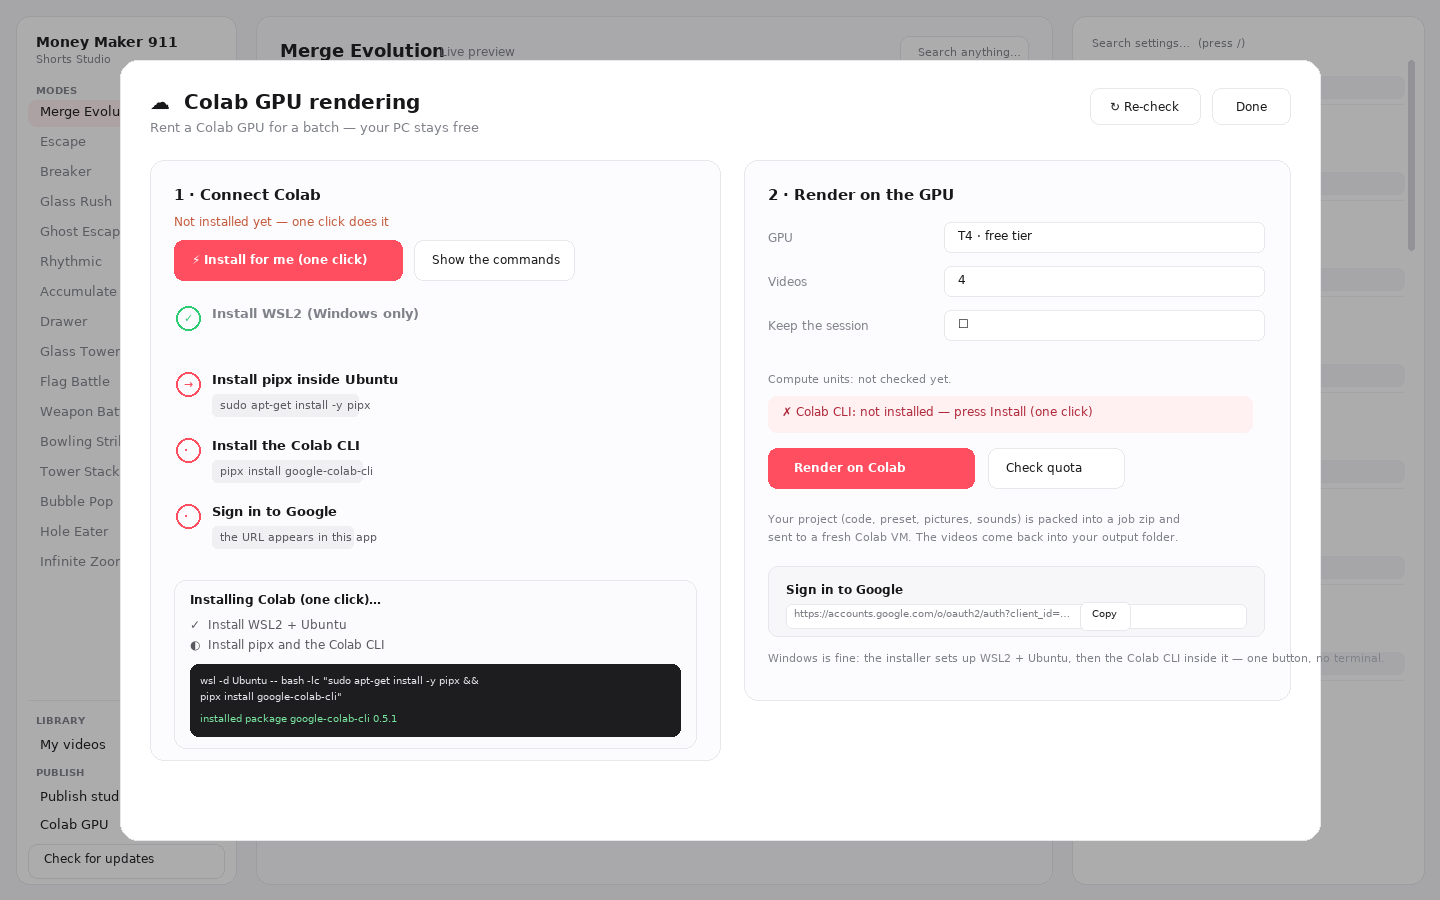 Money Maker 911
Shorts Studio
MODES
Merge Evolu
Escape
Breaker
Glass Rush
Ghost Escap
Rhythmic
Accumulate
Drawer
Glass Tower
Flag Battle
Weapon Bat
Bowling Stril
Tower Stack
Bubble Pop
Hole Eater
Infinite Zoor
LIBRARY
My videos
PUBLISH
Publish stud
Colab GPU
Check for updates
Merge Evolution
Live preview
Search anything...
Search settings... (press /)
☁ Colab GPU rendering
Rent a Colab GPU for a batch — your PC stays free
↻ Re-check
Done
1 · Connect Colab
Not installed yet — one click does it
⚡ Install for me (one click)
Show the commands
✓ Install WSL2 (Windows only)
→ Install pipx inside Ubuntu
sudo apt-get install -y pipx
· Install the Colab CLI
pipx install google-colab-cli
· Sign in to Google
the URL appears in this app
Installing Colab (one click)...
✓ Install WSL2 + Ubuntu
◐ Install pipx and the Colab CLI
wsl -d Ubuntu -- bash -lc "sudo apt-get install -y pipx &&
pipx install google-colab-cli"
installed package google-colab-cli 0.5.1
2 · Render on the GPU
GPU
T4 · free tier
Videos
4
Keep the session
☐
Compute units: not checked yet.
✗ Colab CLI: not installed — press Install (one click)
Render on Colab
Check quota
Your project (code, preset, pictures, sounds) is packed into a job zip and
sent to a fresh Colab VM. The videos come back into your output folder.
Sign in to Google
https://accounts.google.com/o/oauth2/auth?client_id=...
Copy
Windows is fine: the installer sets up WSL2 + Ubuntu, then the Colab CLI inside it — one button, no terminal.